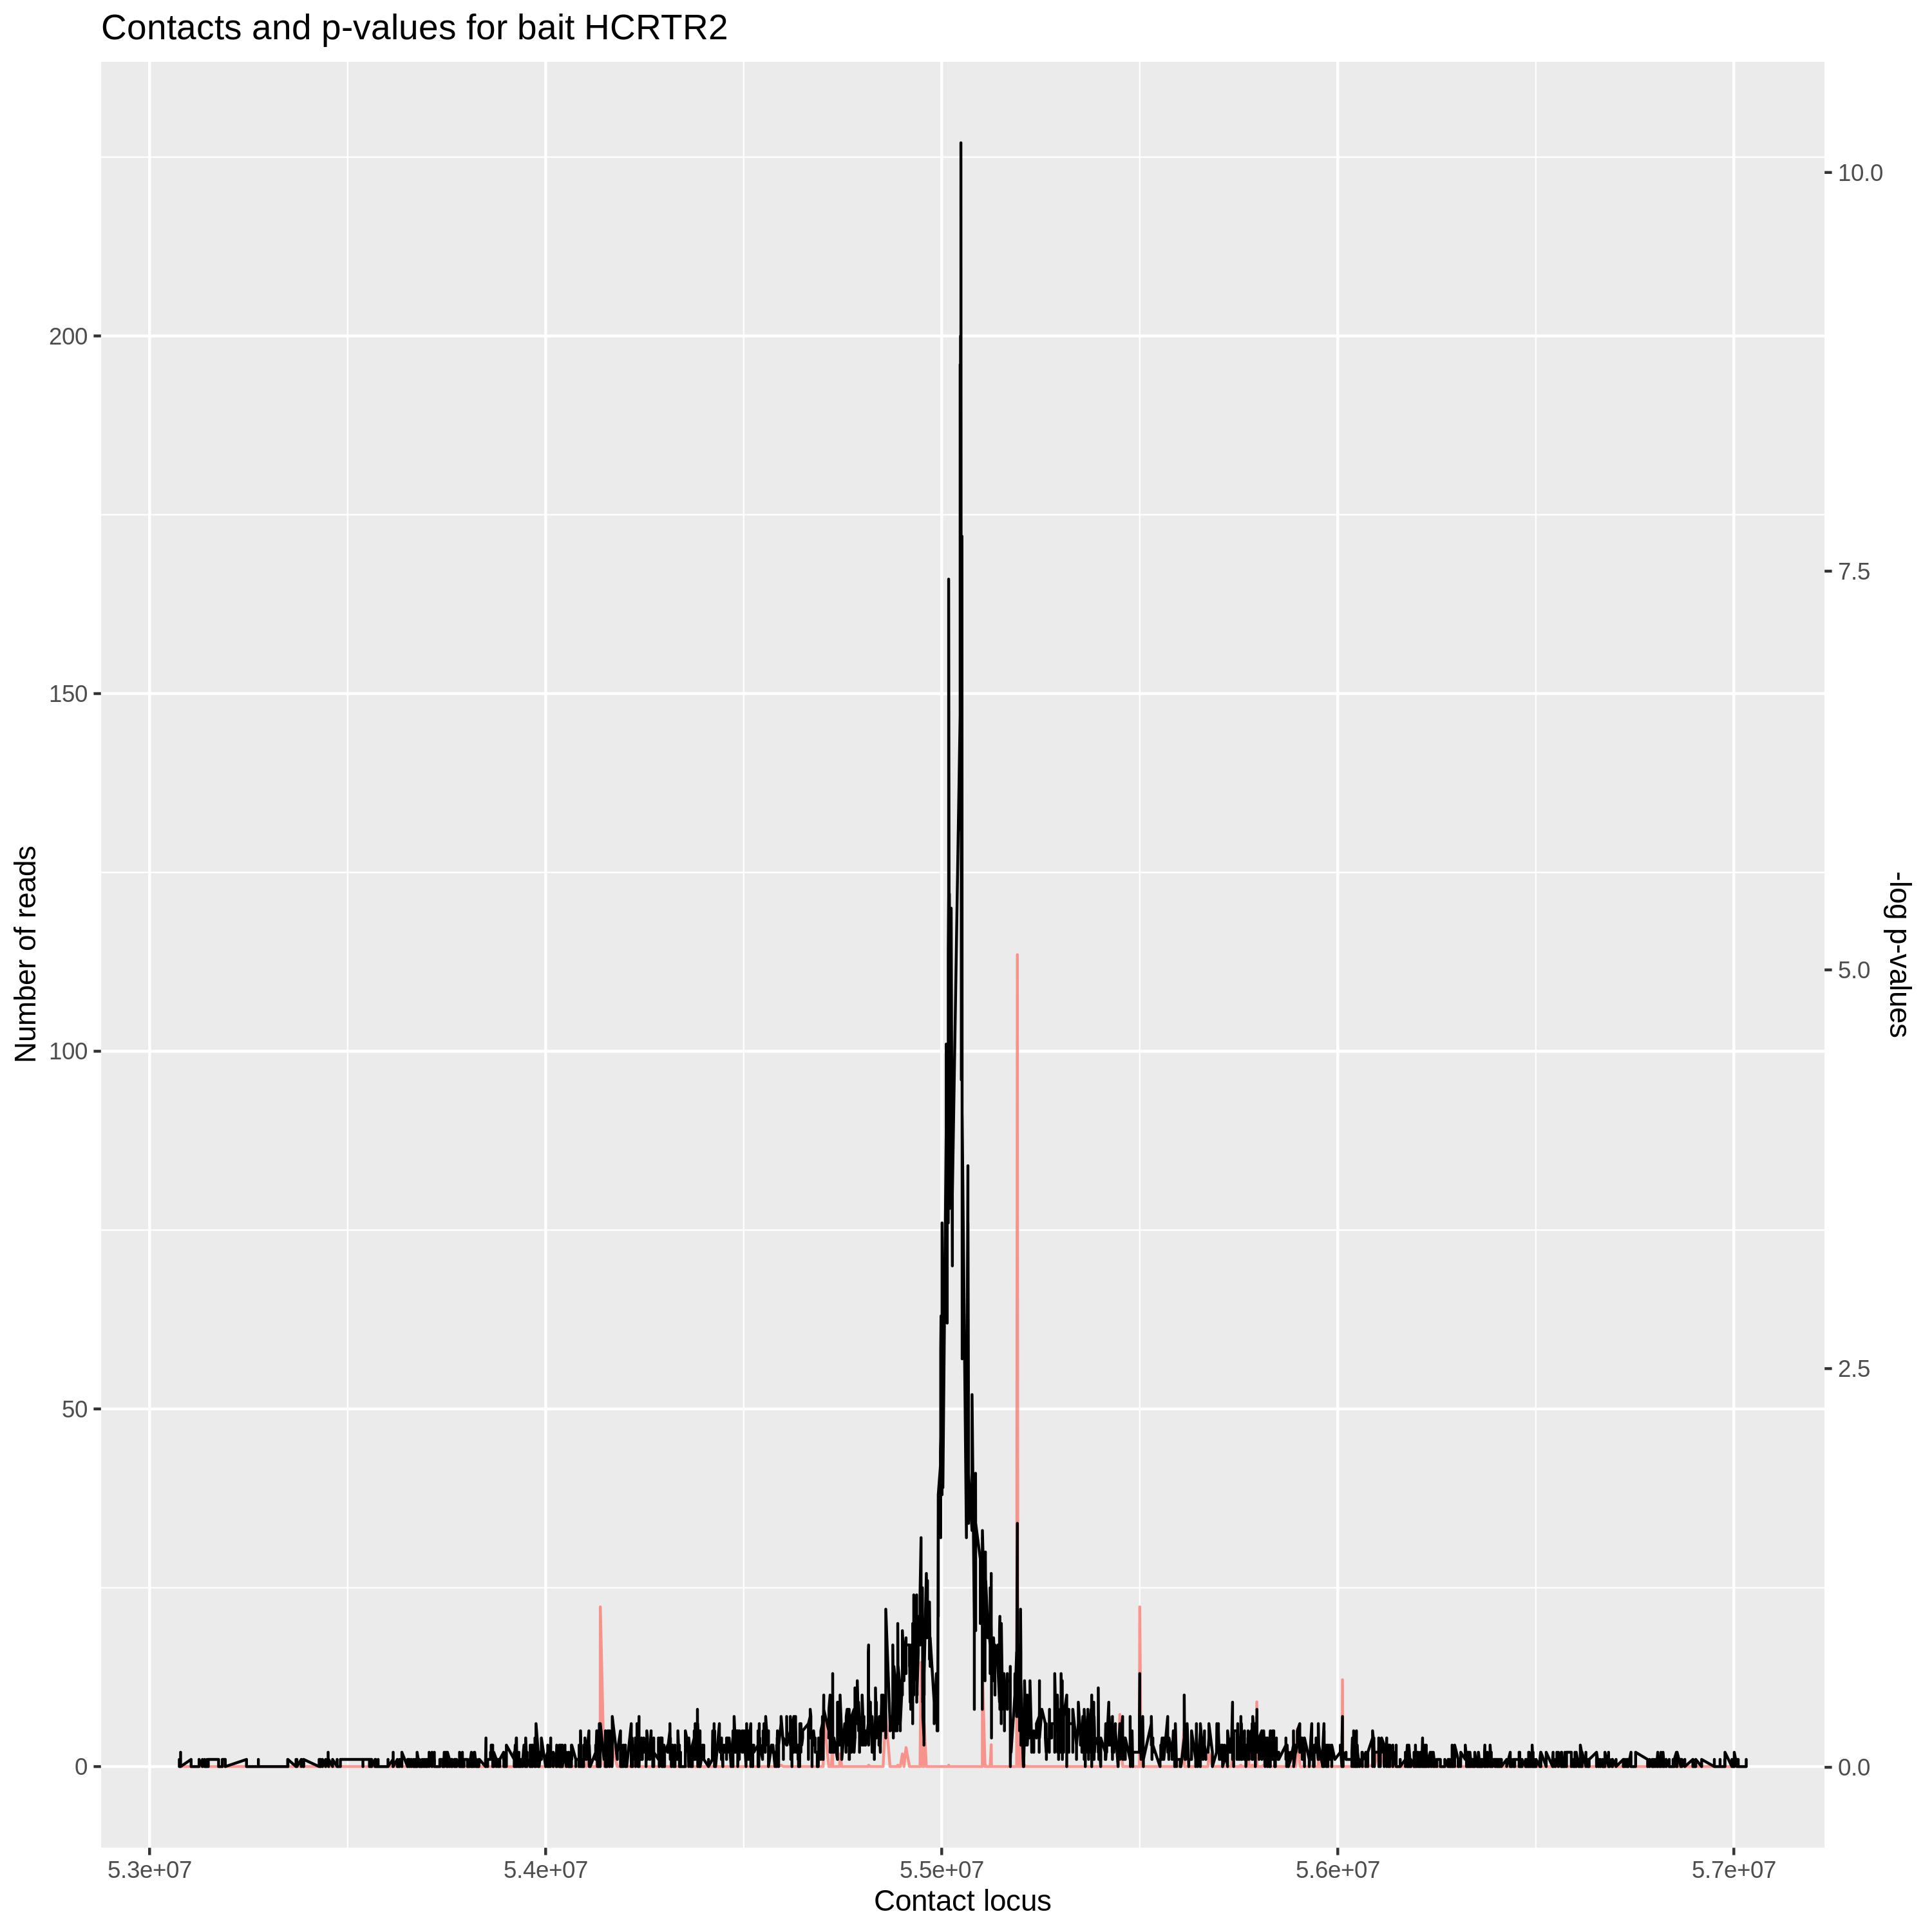 Contacts and p-values for bait HCRTR2
Number of reads
200
150
100
50
0
10.0
7.5
5.0
2.5
0.0
-log p-values
5.3e+07
5.4e+07
5.5e+07
5.6e+07
5.7e+07
Contact locus